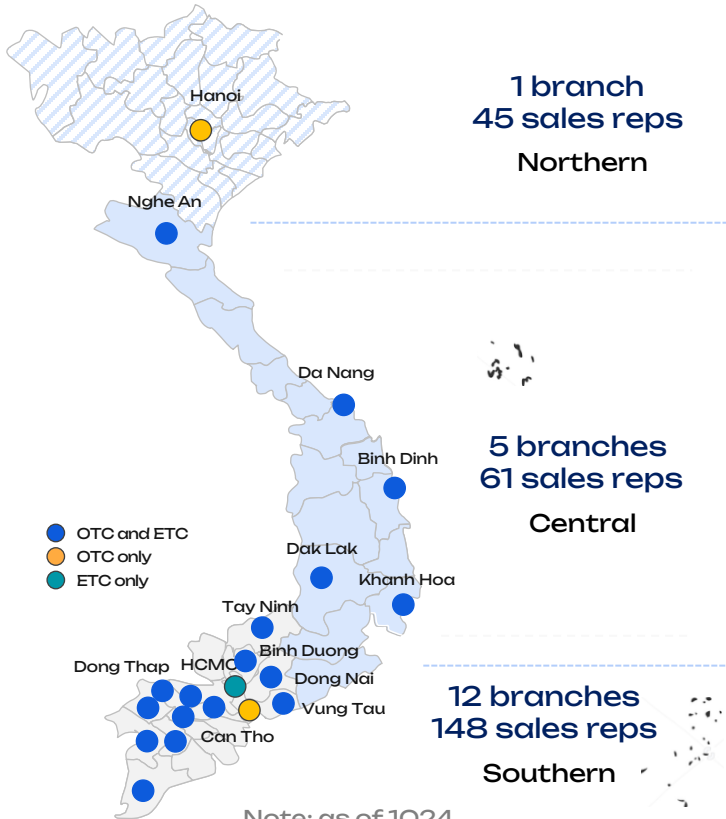 Hanoi
1 branch
45 sales reps
Northern
Nghe An
Da Nang
5 branches
61 sales reps
Central
Binh Dinh
OTC and ETC
OTC only
ETC only
Dak Lak
Khanh Hoa
Tay Ninh
Binh Duong
Dong Thap
HCMC
Dong Nai
Vung Tau
Can Tho
12 branches
148 sales reps
Southern
Note: as of 1Q24